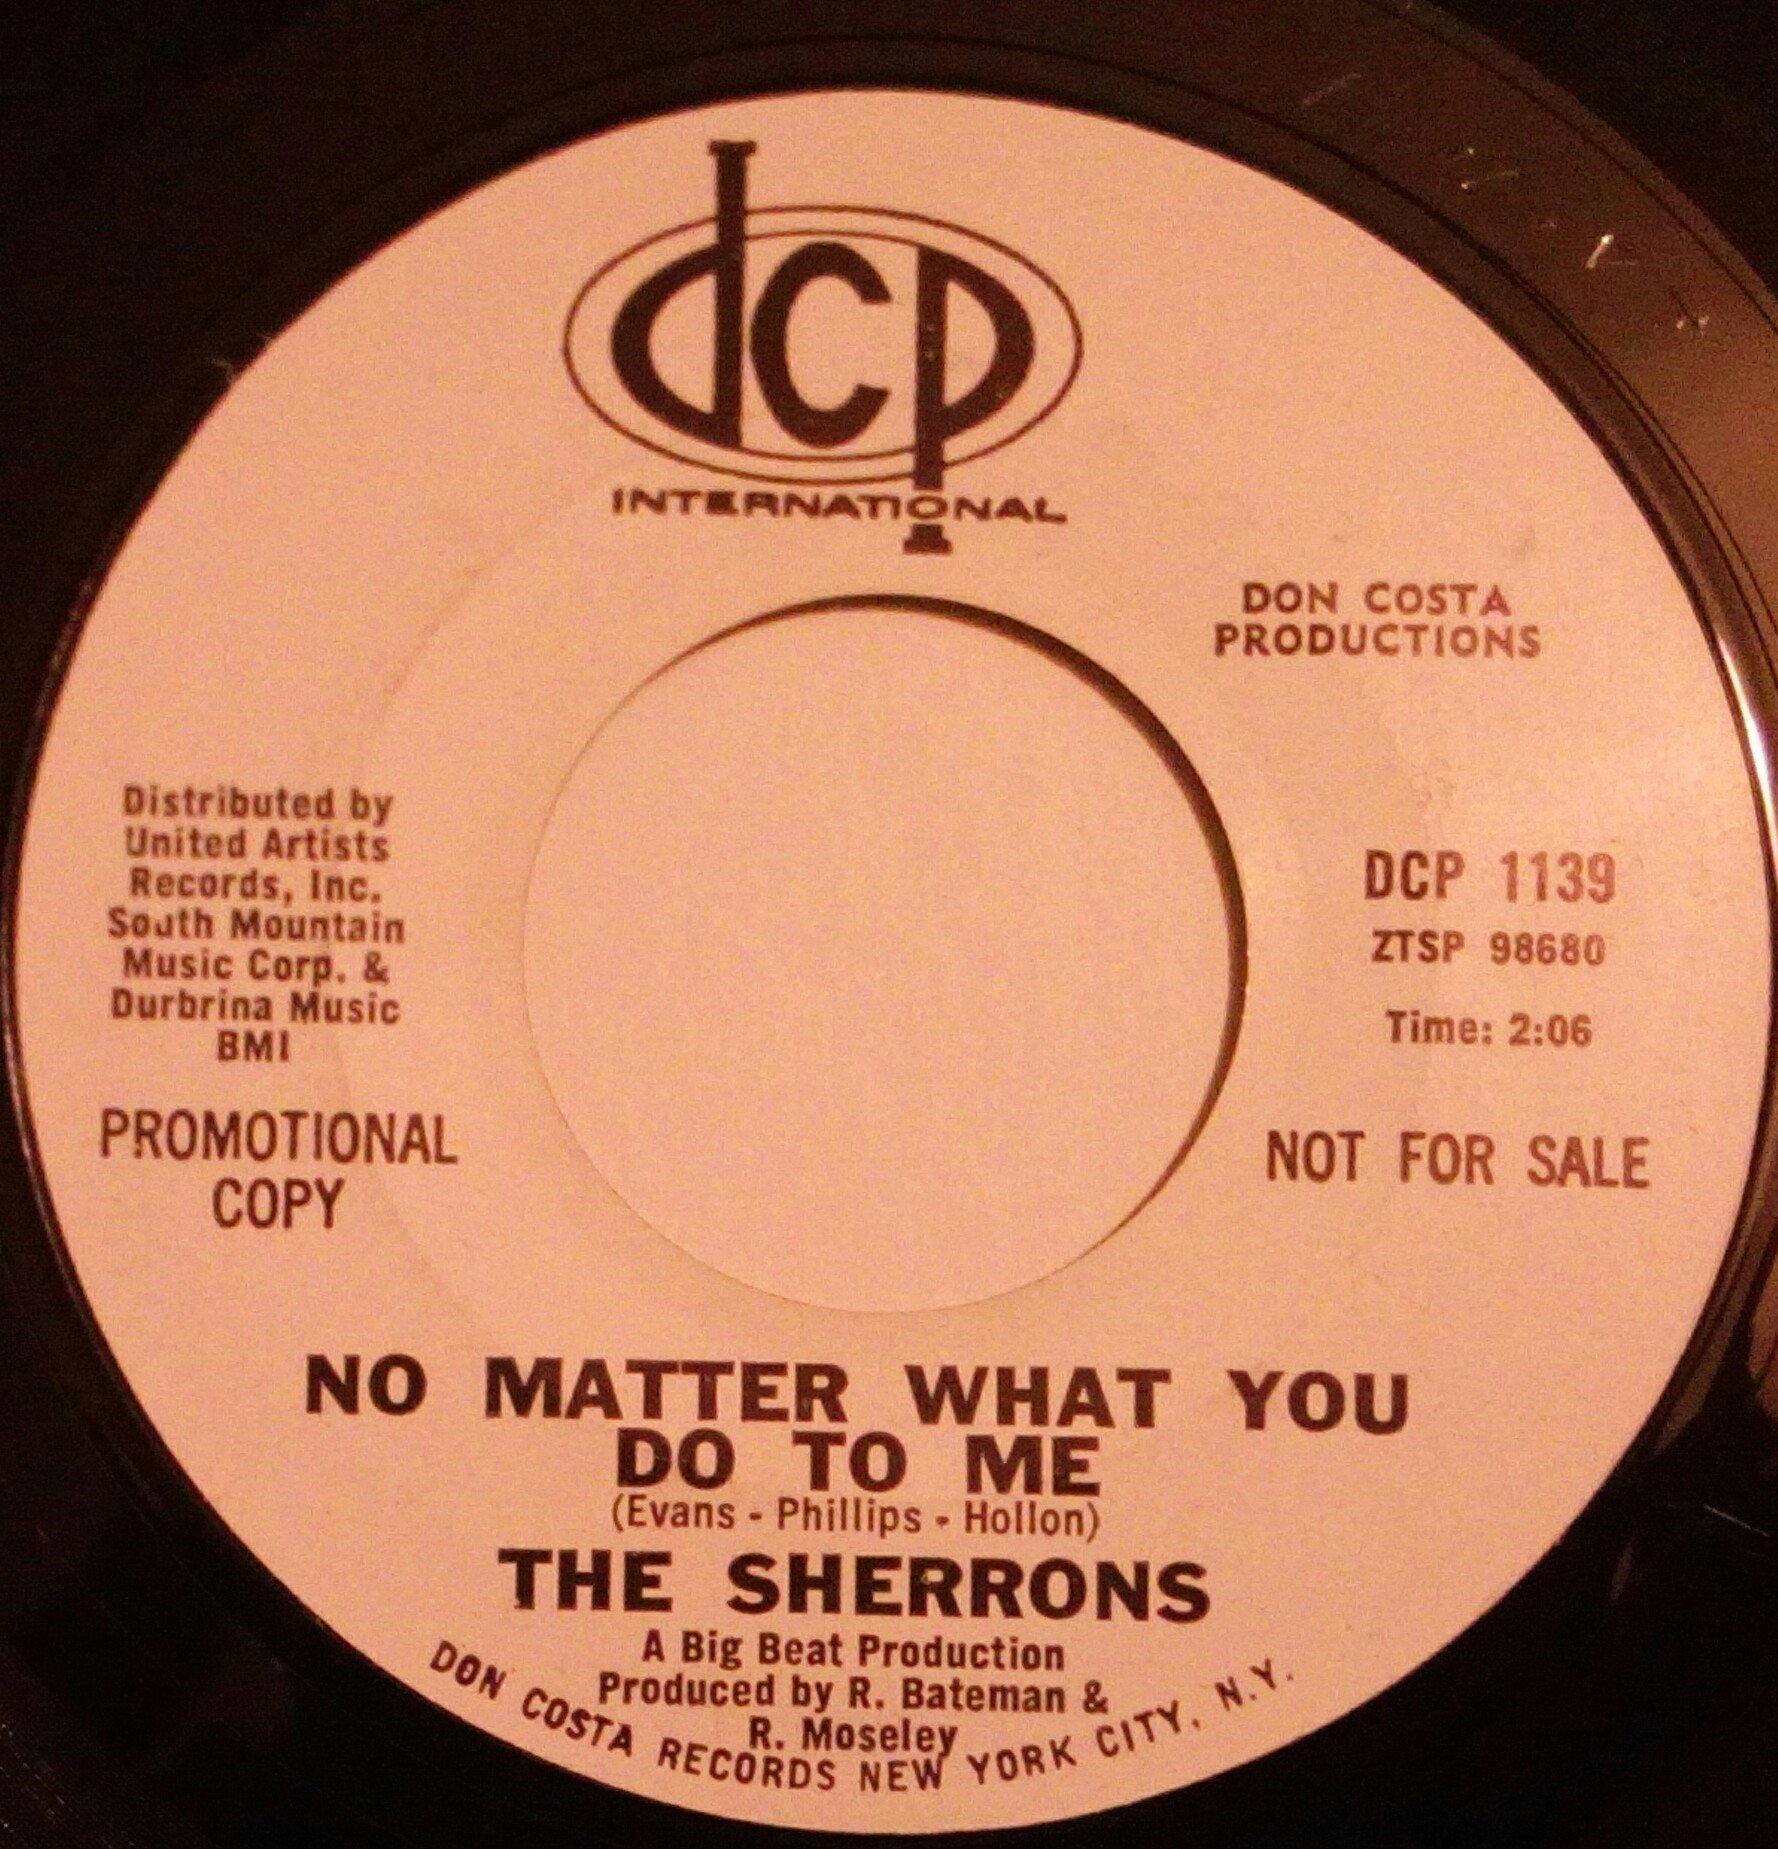 dcp
INTERNATIONAL
DON COSTA
PRODUCTIONS
Distributed by
United Artists
Records, Inc.
South Mountain
Music Corp. &
Durbrina Music
BMI
PROMOTIONAL
COPY
DCP 1139
ZTSP 98680
Time: 2:06
NOT FOR SALE
NO MATTER WHAT YOU
DO TO ME
(Evans - Phillips - Hollon)
THE SHERRONS
A Big Beat Production
Produced by R. Bateman &
R. Moseley
DON COSTA RECORDS NEW YORK CITY, N.Y.